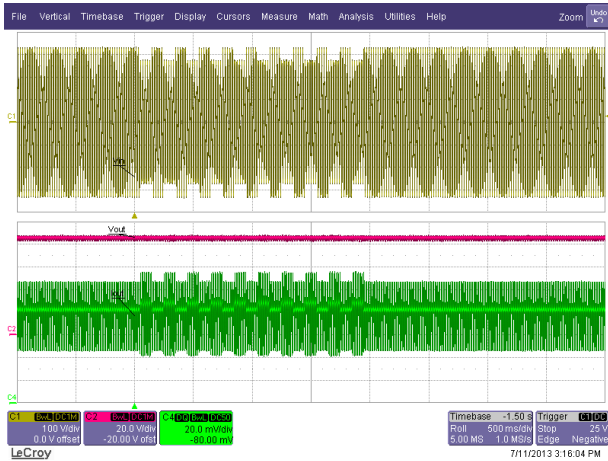 File Vertical Timebase Trigger Display Cursors Measure Math Analysis Utilities Help Zoom Undo
C1
Vin
Vout
Iout
C2
C4
C1 BwL DC1M C2 BwL DC1M C4 DQ BwL DC50 Timebase -1.50 s Trigger C1 DC
100 V/div 20.0 V/div 20.0 mV/div Roll 500 ms/div Stop 25 V
0.0 V offset -20.00 V ofst -80.00 mV 5.00 MS 1.0 MS/s Edge Negative
LeCroy 7/11/2013 3:16:04 PM